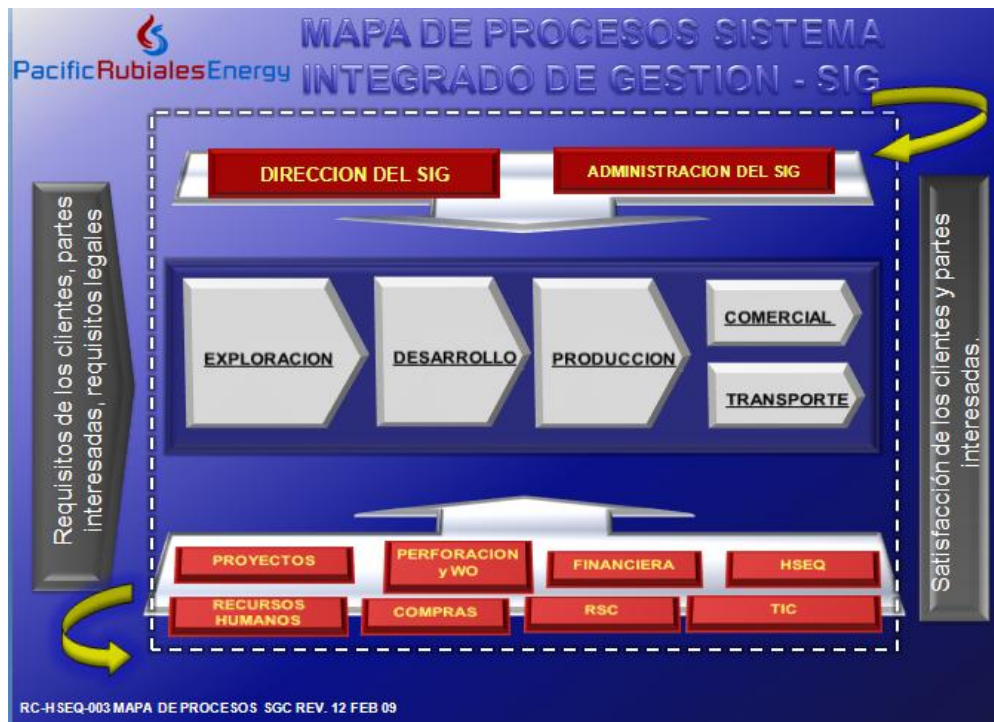 PacificRubialesEnergy
MAPA DE PROCESOS SISTEMA
INTEGRADO DE GESTION - SIG
DIRECCION DEL SIG
ADMINISTRACION DEL SIG
Requisitos de los clientes, partes
interesadas, requisitos legales
EXPLORACION
DESARROLLO
PRODUCCION
COMERCIAL
TRANSPORTE
Satisfacción de los clientes y partes
interesadas.
PROYECTOS
PERFORACION
y WO
FINANCIERA
HSEQ
RECURSOS
HUMANOS
COMPRAS
RSC
TIC
RC-HSEQ-003 MAPA DE PROCESOS SGC REV. 12 FEB 09